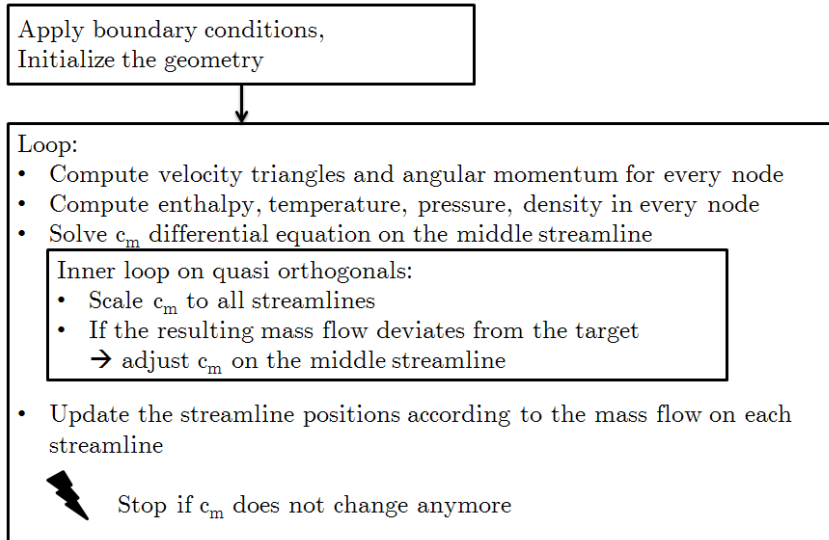 Apply boundary conditions,
Initialize the geometry
Loop:
• Compute velocity triangles and angular momentum for every node
• Compute enthalpy, temperature, pressure, density in every node
• Solve cm differential equation on the middle streamline
Inner loop on quasi orthogonals:
• Scale cm to all streamlines
• If the resulting mass flow deviates from the target
→ adjust cm on the middle streamline
• Update the streamline positions according to the mass flow on each
streamline
Stop if cm does not change anymore